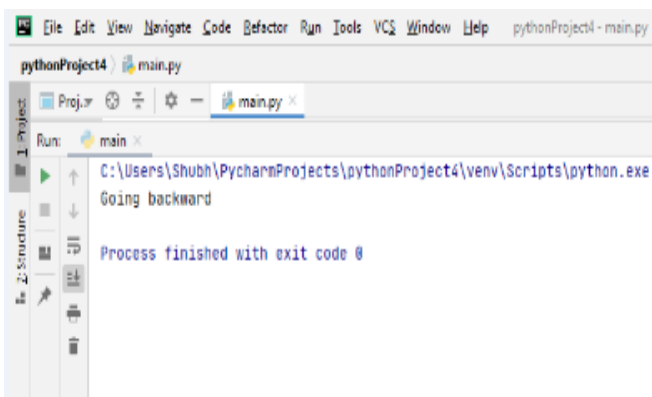 File Edit View Navigate Code Refactor Run Tools VCS Window Help pythonProject4 - main.py
pythonProject4 main.py
1: Project
Proj... main.py
Run: main
C:\Users\Shubh\PycharmProjects\pythonProject4\venv\Scripts\python.exe
Going backward
Process finished with exit code 0
2: Structure